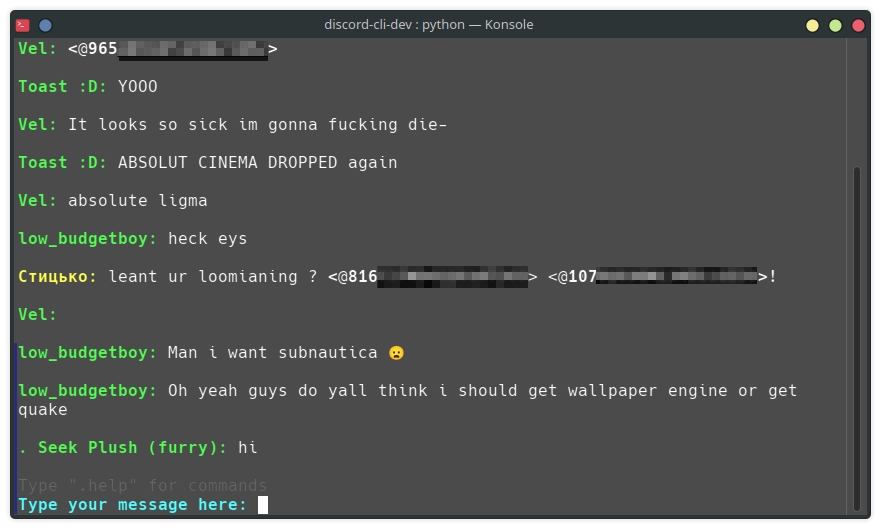 discord-cli-dev : python — Konsole
Vel: <@965>
Toast :D: YOOO
Vel: It looks so sick im gonna fucking die–
Toast :D: ABSOLUT CINEMA DROPPED again
Vel: absolute ligma
low_budgetboy: heck eys
Стицько: leant ur loomianing ? <@816> <@107>!
Vel:
low_budgetboy: Man i want subnautica 😦
low_budgetboy: Oh yeah guys do yall think i should get wallpaper engine or get
quake
. Seek Plush (furry): hi
Type ".help" for commands
Type your message here: